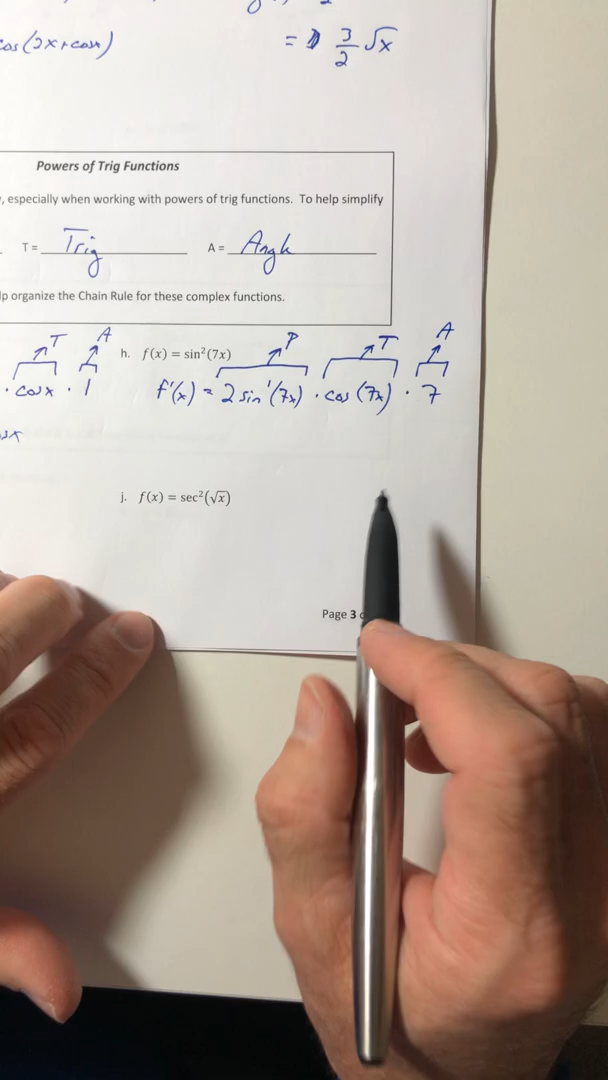 cos(2x+cosx)
= 3/2 √x
Powers of Trig Functions
, especially when working with powers of trig functions. To help simplify
T = Trig A = Angle
lp organize the Chain Rule for these complex functions.
T A P T A
h. f(x) = sin²(7x)
· cosx · 1 f'(x) = 2 sin¹(7x) · cos(7x) · 7
j. f(x) = sec²(√x)
Page 3